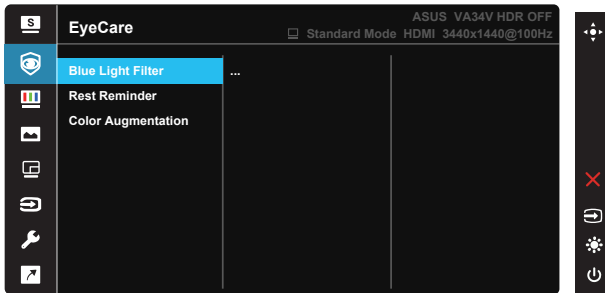 S
EyeCare
ASUS VA34V HDR OFF
Standard Mode HDMI 3440x1440@100Hz
Blue Light Filter ...
Rest Reminder
Color Augmentation